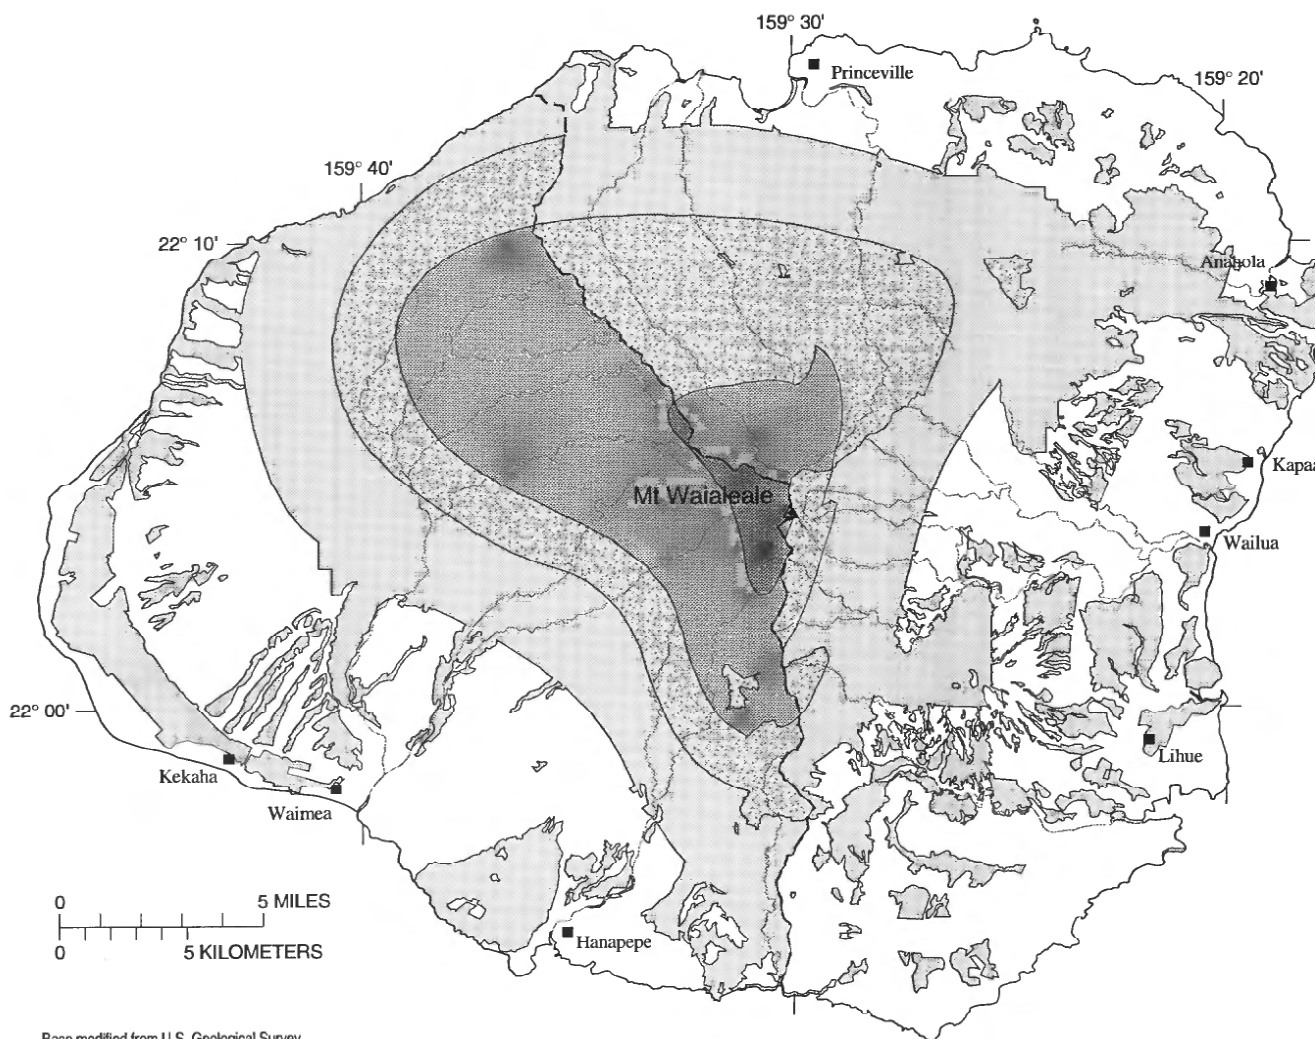 159° 30'
Princeville
159° 20'
159° 40'
22° 10'
Anahola
Kapaa
Mt Waialeale
Wailua
22° 00'
Lihue
Kekaha
Waimea
0 5 MILES
0 5 KILOMETERS
Hanapepe
Base modified from U.S. Geological Survey